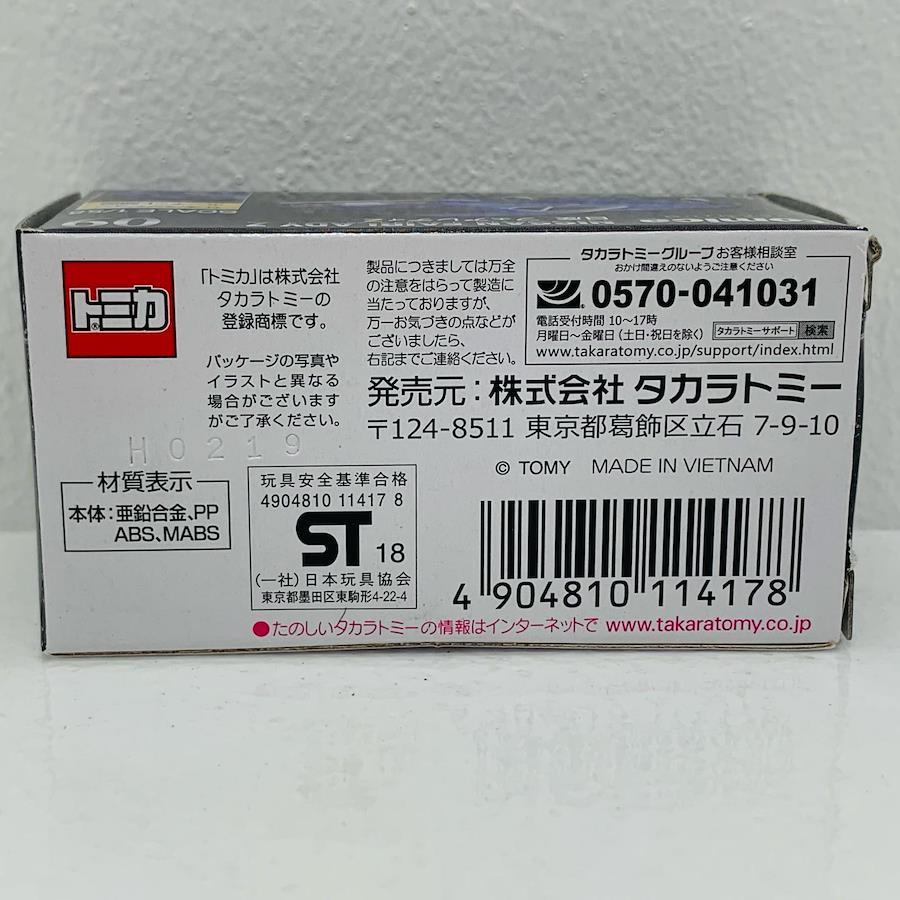 トミカ
「トミカ」は株式会社
タカラトミーの
登録商標です。
パッケージの写真や
イラストと異なる
場合がございます
がご了承ください。
H0219
製品につきましては万全
の注意をはらって製造に
当たっておりますが、
万一お気づきの点などが
ございましたら、
右記までご連絡ください。
タカラトミーグループ お客様相談室
おかけ間違えのないようご注意ください
0570-041031
電話受付時間 10〜17時
月曜日〜金曜日(土日・祝日を除く) タカラトミーサポート 検索
www.takaratomy.co.jp/support/index.html
発売元：株式会社 タカラトミー
〒124-8511 東京都葛飾区立石 7-9-10
© TOMY MADE IN VIETNAM
材質表示
本体：亜鉛合金、PP
ABS、MABS
玩具安全基準合格
4904810 11417 8
ST 18
(一社)日本玩具協会
東京都墨田区東駒形4-22-4
4 904810 114178
●たのしいタカラトミーの情報はインターネットで www.takaratomy.co.jp